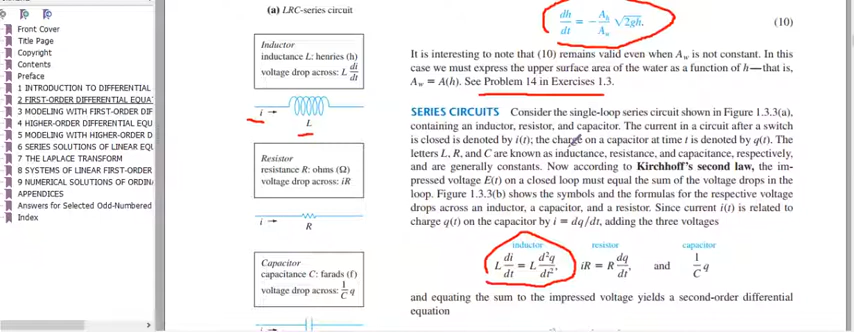 Front Cover
Title Page
Copyright
Contents
Preface
1 INTRODUCTION TO DIFFERENTIAL
2 FIRST-ORDER DIFFERENTIAL EQUA
3 MODELING WITH FIRST-ORDER DIF
4 HIGHER-ORDER DIFFERENTIAL EQU
5 MODELING WITH HIGHER-ORDER D
6 SERIES SOLUTIONS OF LINEAR EQU
7 THE LAPLACE TRANSFORM
8 SYSTEMS OF LINEAR FIRST-ORDER
9 NUMERICAL SOLUTIONS OF ORDIN
APPENDICES
Answers for Selected Odd-Numbered
Index
(a) LRC-series circuit
Inductor
inductance L: henries (h)
voltage drop across: L di/dt
i →
L
Resistor
resistance R: ohms (Ω)
voltage drop across: iR
i →
R
Capacitor
capacitance C: farads (f)
voltage drop across: 1/C q
i →
dh/dt = − A_h/A_w √2gh. (10)
It is interesting to note that (10) remains valid even when A_w is not constant. In this
case we must express the upper surface area of the water as a function of h—that is,
A_w = A(h). See Problem 14 in Exercises 1.3.
SERIES CIRCUITS Consider the single-loop series circuit shown in Figure 1.3.3(a),
containing an inductor, resistor, and capacitor. The current in a circuit after a switch
is closed is denoted by i(t); the charge on a capacitor at time t is denoted by q(t). The
letters L, R, and C are known as inductance, resistance, and capacitance, respectively,
and are generally constants. Now according to Kirchhoff's second law, the im-
pressed voltage E(t) on a closed loop must equal the sum of the voltage drops in the
loop. Figure 1.3.3(b) shows the symbols and the formulas for the respective voltage
drops across an inductor, a capacitor, and a resistor. Since current i(t) is related to
charge q(t) on the capacitor by i = dq/dt, adding the three voltages
inductor resistor capacitor
L di/dt = L d²q/dt², iR = R dq/dt, and 1/C q
and equating the sum to the impressed voltage yields a second-order differential
equation